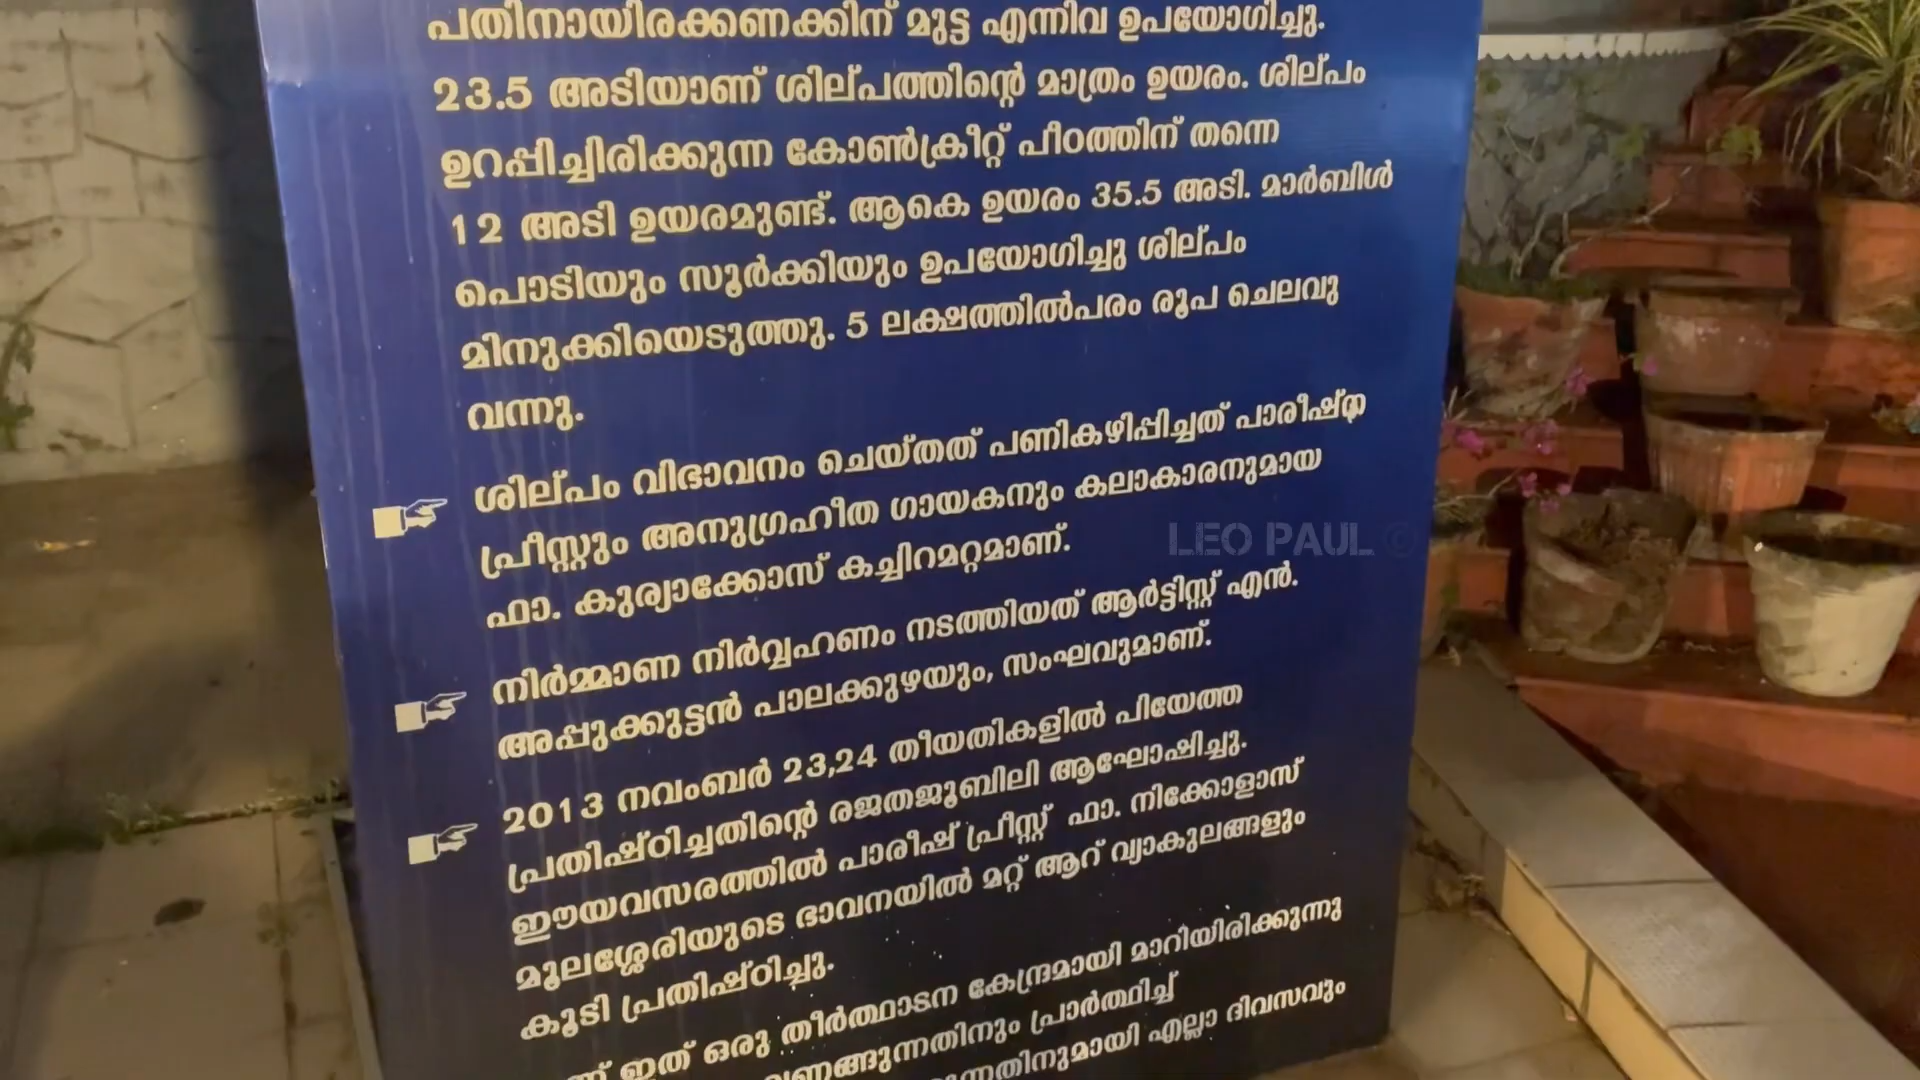 പതിനായിരക്കണക്കിന് മുട്ട എന്നിവ ഉപയോഗിച്ചു.
23.5 അടിയാണ് ശില്പത്തിന്റെ മാത്രം ഉയരം. ശില്പം
ഉറപ്പിച്ചിരിക്കുന്ന കോൺക്രീറ്റ് പീഠത്തിന് തന്നെ
12 അടി ഉയരമുണ്ട്. ആകെ ഉയരം 35.5 അടി. മാർബിൾ
പൊടിയും സൂർക്കിയും ഉപയോഗിച്ചു ശില്പം
മിനുക്കിയെടുത്തു. 5 ലക്ഷത്തിൽപരം രൂപ ചെലവു
വന്നു.
ശില്പം വിഭാവനം ചെയ്തത് പണികഴിപ്പിച്ചത് പാരീഷ്
പ്രീസ്റ്റും അനുഗ്രഹീത ഗായകനും കലാകാരനുമായ
ഫാ. കുര്യാക്കോസ് കച്ചിറമറ്റമാണ്.
LEO PAUL ©
നിർമ്മാണ നിർവ്വഹണം നടത്തിയത് ആർട്ടിസ്റ്റ് എൻ.
അപ്പുക്കുട്ടൻ പാലക്കുഴയും, സംഘവുമാണ്.
2013 നവംബർ 23,24 തീയതികളിൽ പിയേത്ത
പ്രതിഷ്ഠിച്ചതിന്റെ രജതജൂബിലി ആഘോഷിച്ചു.
ഈയവസരത്തിൽ പാരീഷ് പ്രീസ്റ്റ് ഫാ. നിക്കോളാസ്
മൂലശ്ശേരിയുടെ ഭാവനയിൽ മറ്റ് ആറ് വ്യാകുലങ്ങളും
കൂടി പ്രതിഷ്ഠിച്ചു.
ഇത് ഒരു തീർത്ഥാടന കേന്ദ്രമായി മാറിയിരിക്കുന്നു
പ്രാർത്ഥിച്ച്
എല്ലാ ദിവസവും